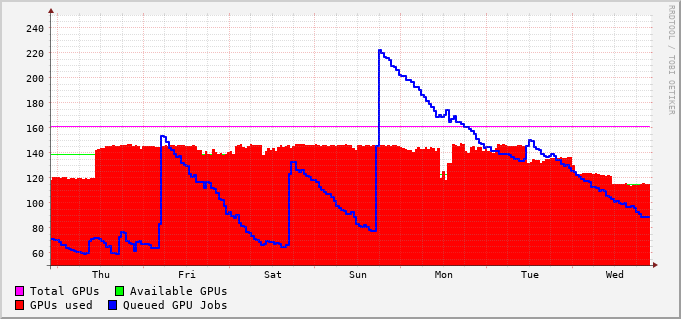 240
220
200
180
160
140
120
100
80
60
Thu Fri Sat Sun Mon Tue Wed
Total GPUs Available GPUs
GPUs used Queued GPU Jobs
RRDTOOL / TOBI OETIKER